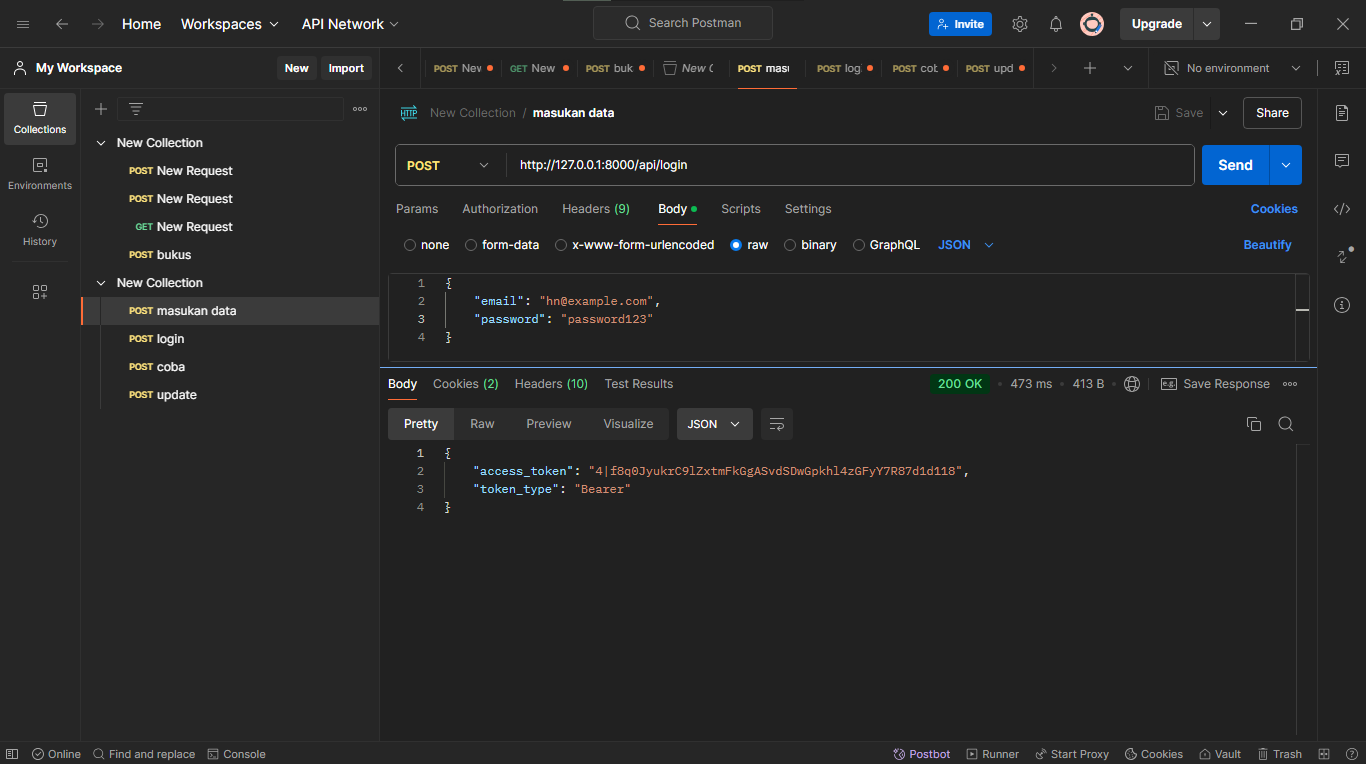 Home Workspaces API Network Search Postman Invite Upgrade
My Workspace New Import
POST Nev GET New POST buk New C POST masu POST log POST cob POST upd No environment
Collections
Environments
History
New Collection
POST New Request
POST New Request
GET New Request
POST bukus
New Collection
POST masukan data
POST login
POST coba
POST update
HTTP New Collection / masukan data Save Share
POST http://127.0.0.1:8000/api/login Send
Params Authorization Headers (9) Body Scripts Settings Cookies
none form-data x-www-form-urlencoded raw binary GraphQL JSON Beautify
1 {
2 "email": "hn@example.com",
3 "password": "password123"
4 }
Body Cookies (2) Headers (10) Test Results 200 OK • 473 ms • 413 B • e.g. Save Response
Pretty Raw Preview Visualize JSON
1 {
2 "access_token": "4|f8q0JyukrC9lZxtmFkGgASvdSDwGpkhl4zGFyY7R87d1d118",
3 "token_type": "Bearer"
4 }
Online Find and replace Console Postbot Runner Start Proxy Cookies Vault Trash